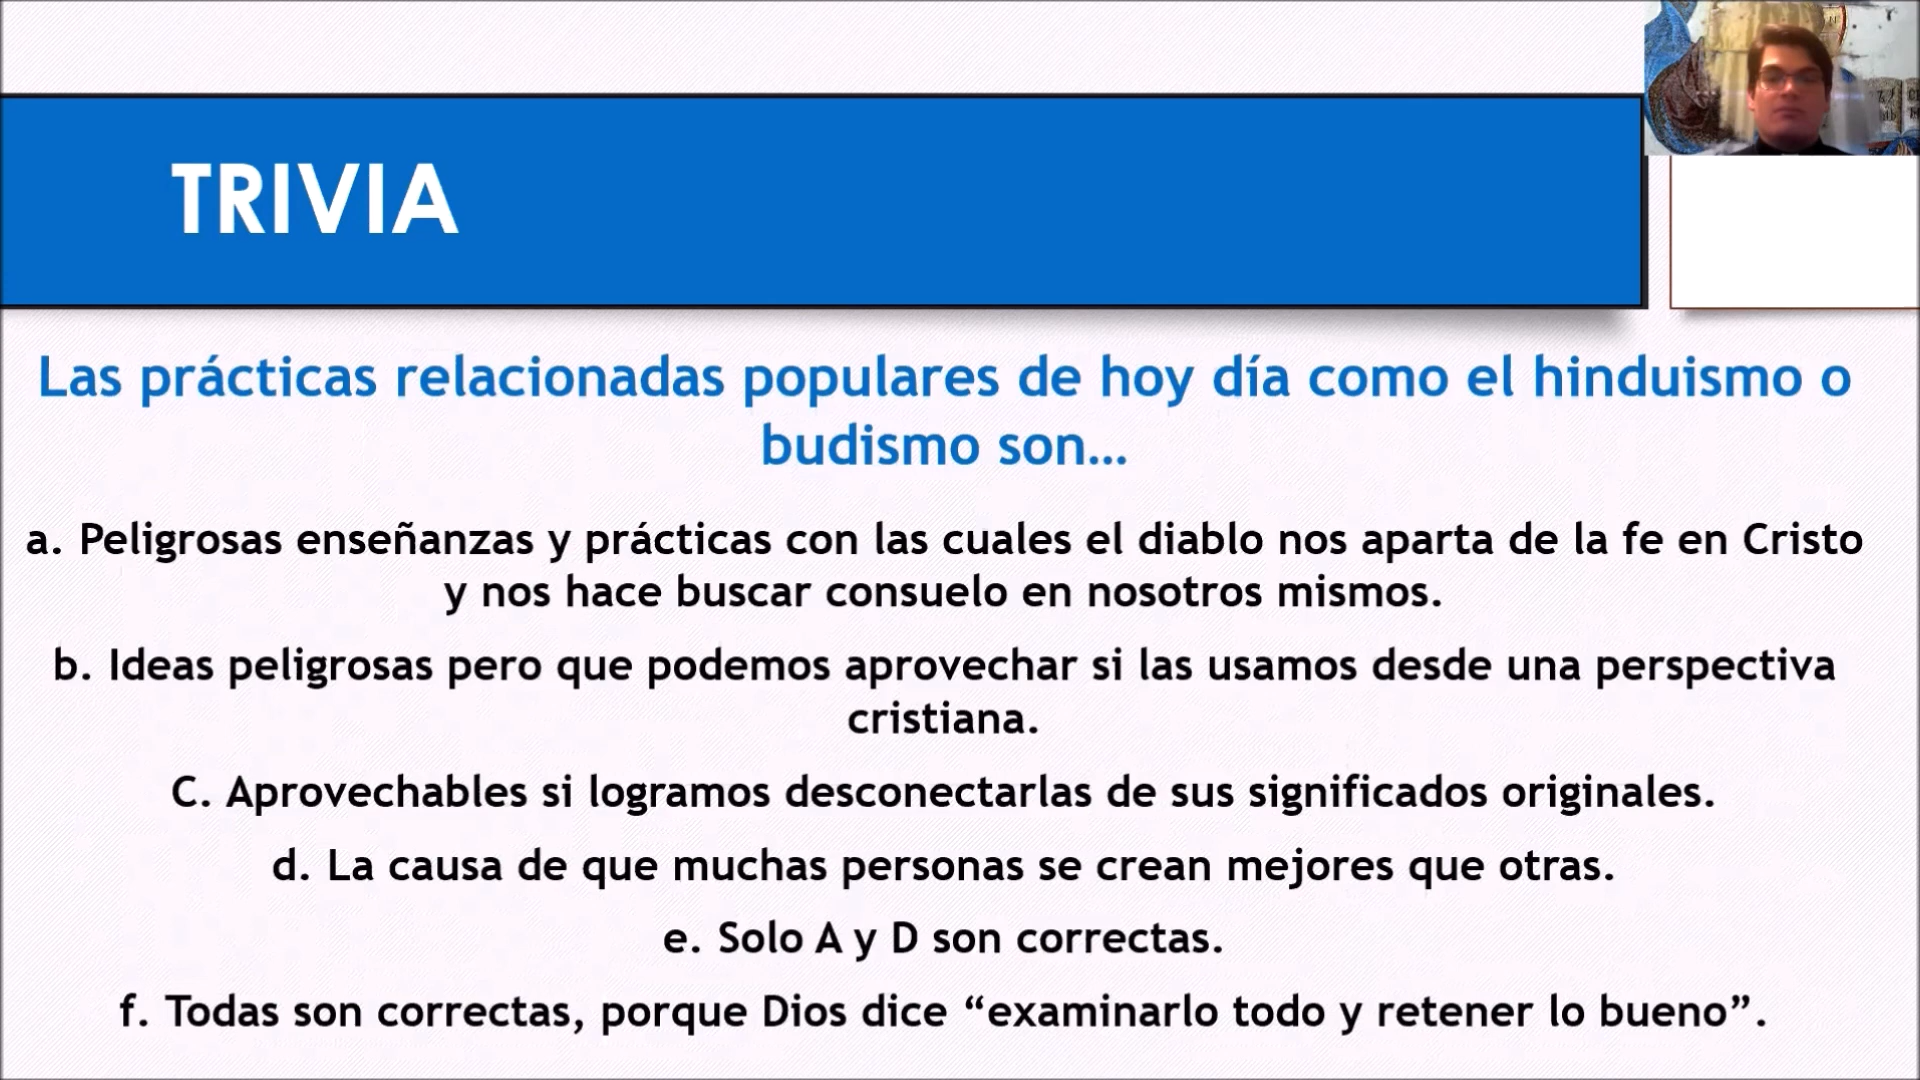 TRIVIA
Las prácticas relacionadas populares de hoy día como el hinduismo o
budismo son...
a. Peligrosas enseñanzas y prácticas con las cuales el diablo nos aparta de la fe en Cristo
y nos hace buscar consuelo en nosotros mismos.
b. Ideas peligrosas pero que podemos aprovechar si las usamos desde una perspectiva
cristiana.
C. Aprovechables si logramos desconectarlas de sus significados originales.
d. La causa de que muchas personas se crean mejores que otras.
e. Solo A y D son correctas.
f. Todas son correctas, porque Dios dice “examinarlo todo y retener lo bueno”.